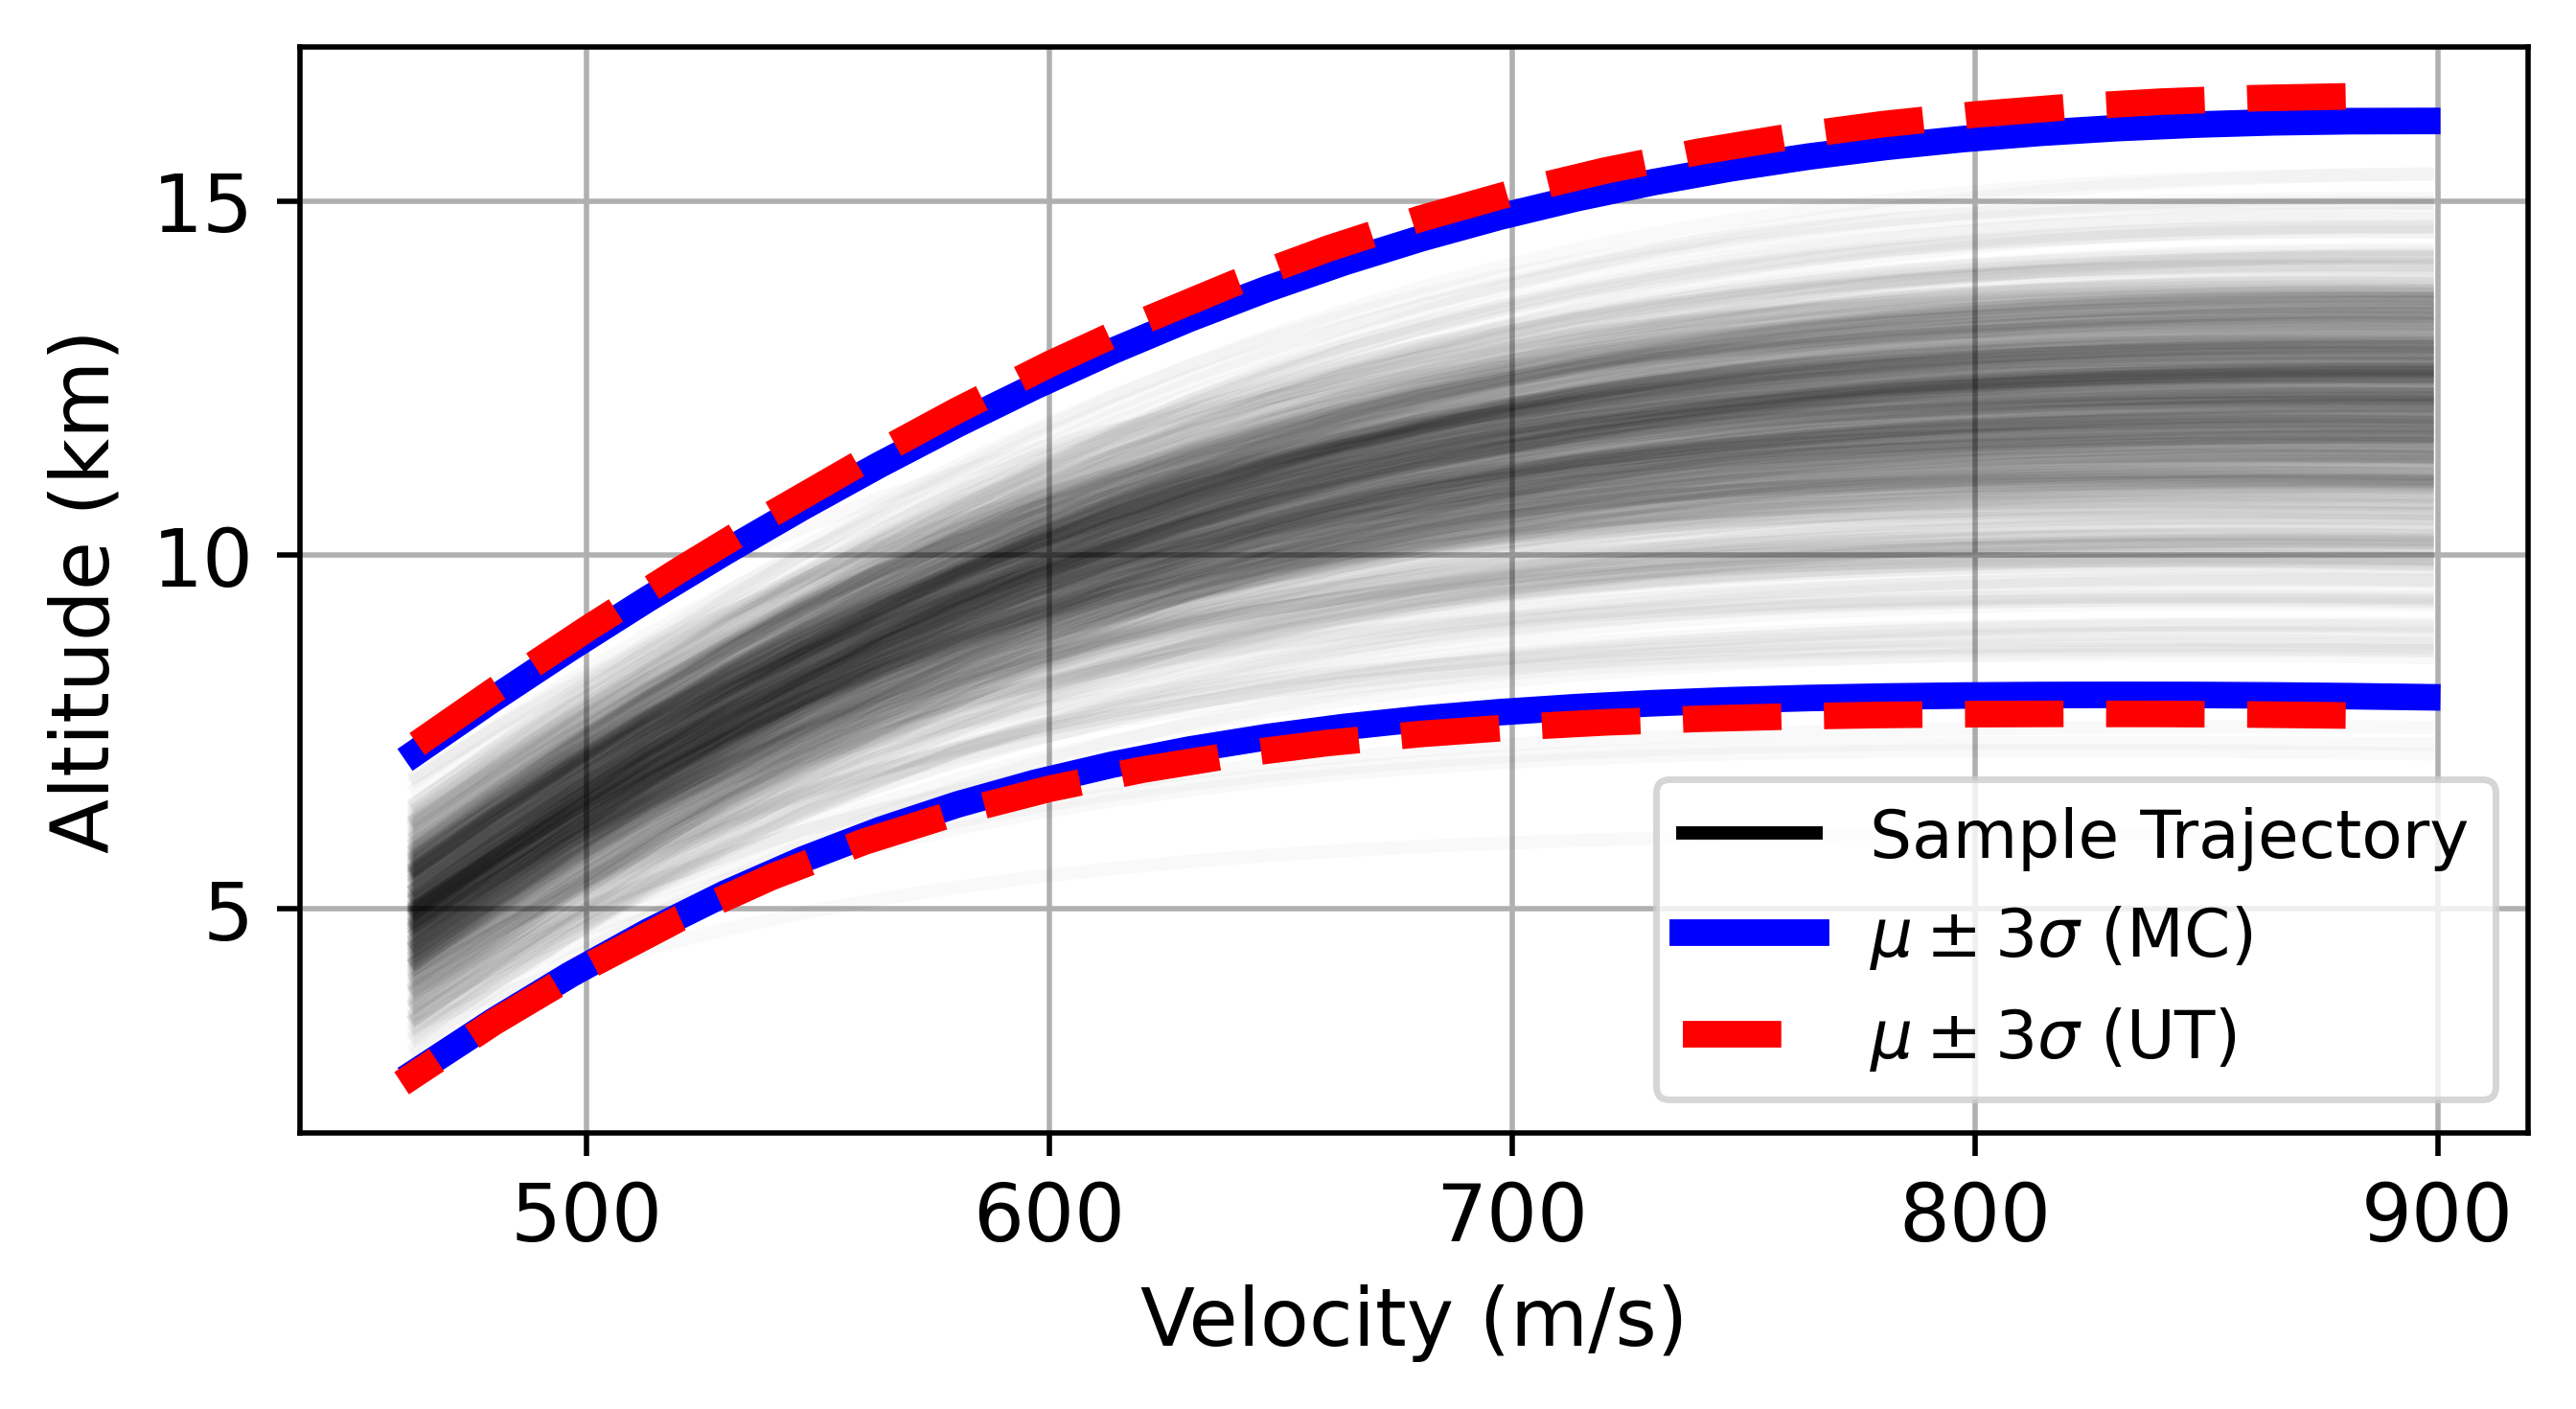 Altitude (km)
15
10
5
Sample Trajectory
μ ± 3σ (MC)
μ ± 3σ (UT)
500 600 700 800 900
Velocity (m/s)